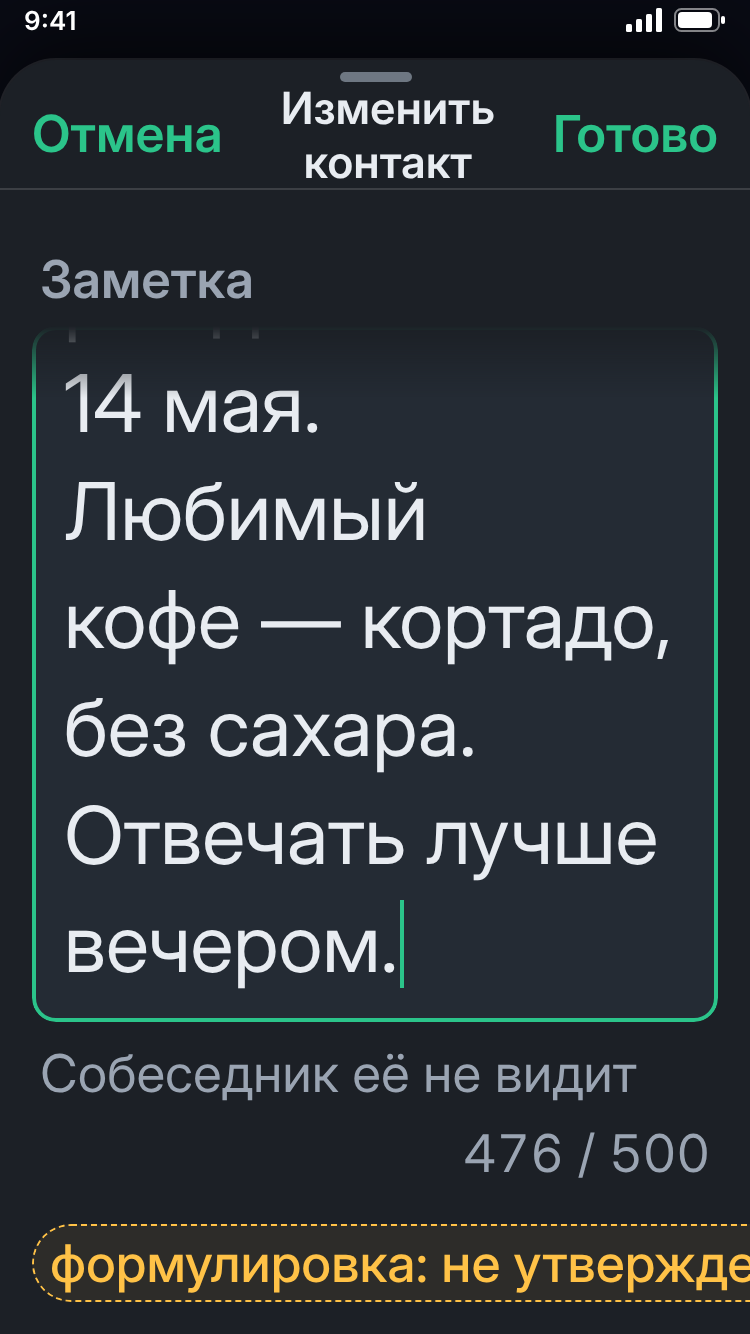 9:41
Отмена
Изменить
контакт
Готово
Заметка
14 мая.
Любимый
кофе — кортадо,
без сахара.
Отвечать лучше
вечером.
Собеседник её не видит
476 / 500
формулировка: не